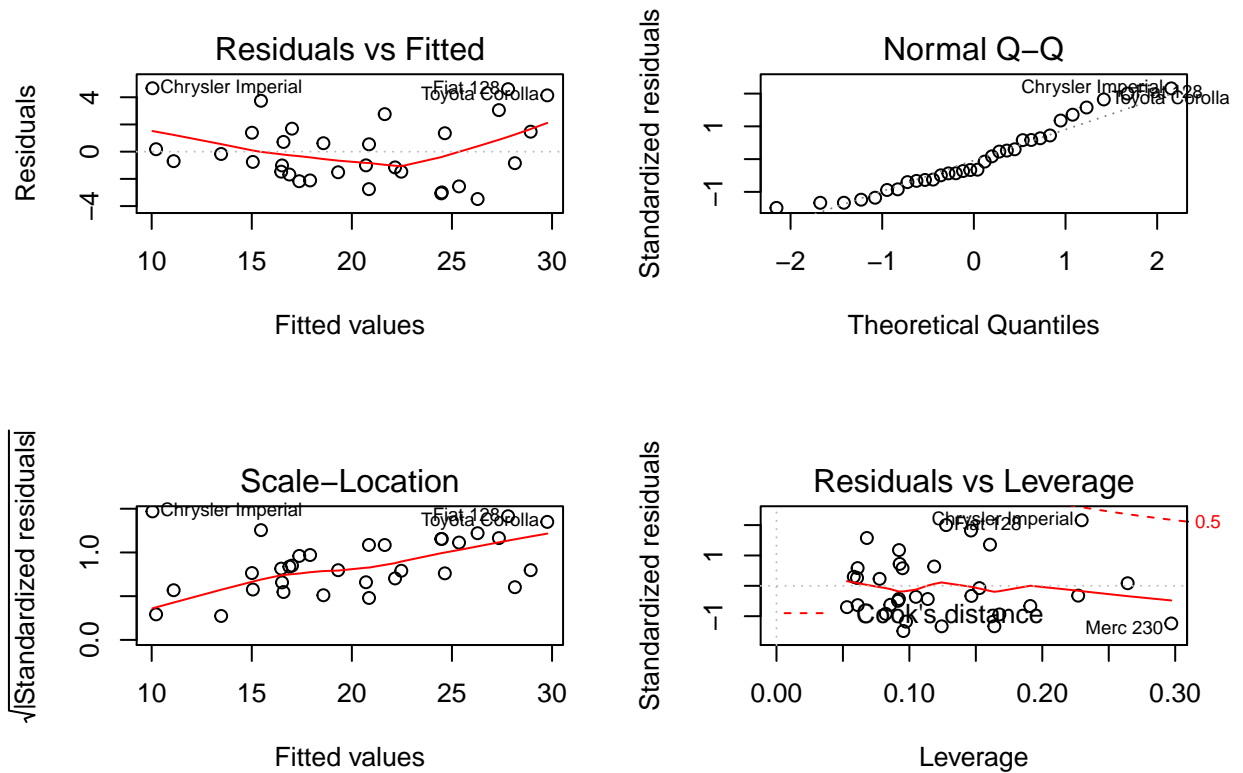 Residuals vs Fitted
Residuals
4
0
−4
Chrysler Imperial
Fiat 128
Toyota Corolla
10
15
20
25
30
Fitted values
Normal Q−Q
Standardized residuals
1
−1
Chrysler Imperial
Fiat 128
Toyota Corolla
−2
−1
0
1
2
Theoretical Quantiles
Scale−Location
√|Standardized residuals|
1.0
0.0
Chrysler Imperial
Fiat 128
Toyota Corolla
10
15
20
25
30
Fitted values
Residuals vs Leverage
Standardized residuals
1
−1
Chrysler Imperial
Fiat 128
0.5
Cook's distance
Merc 230
0.00
0.10
0.20
0.30
Leverage